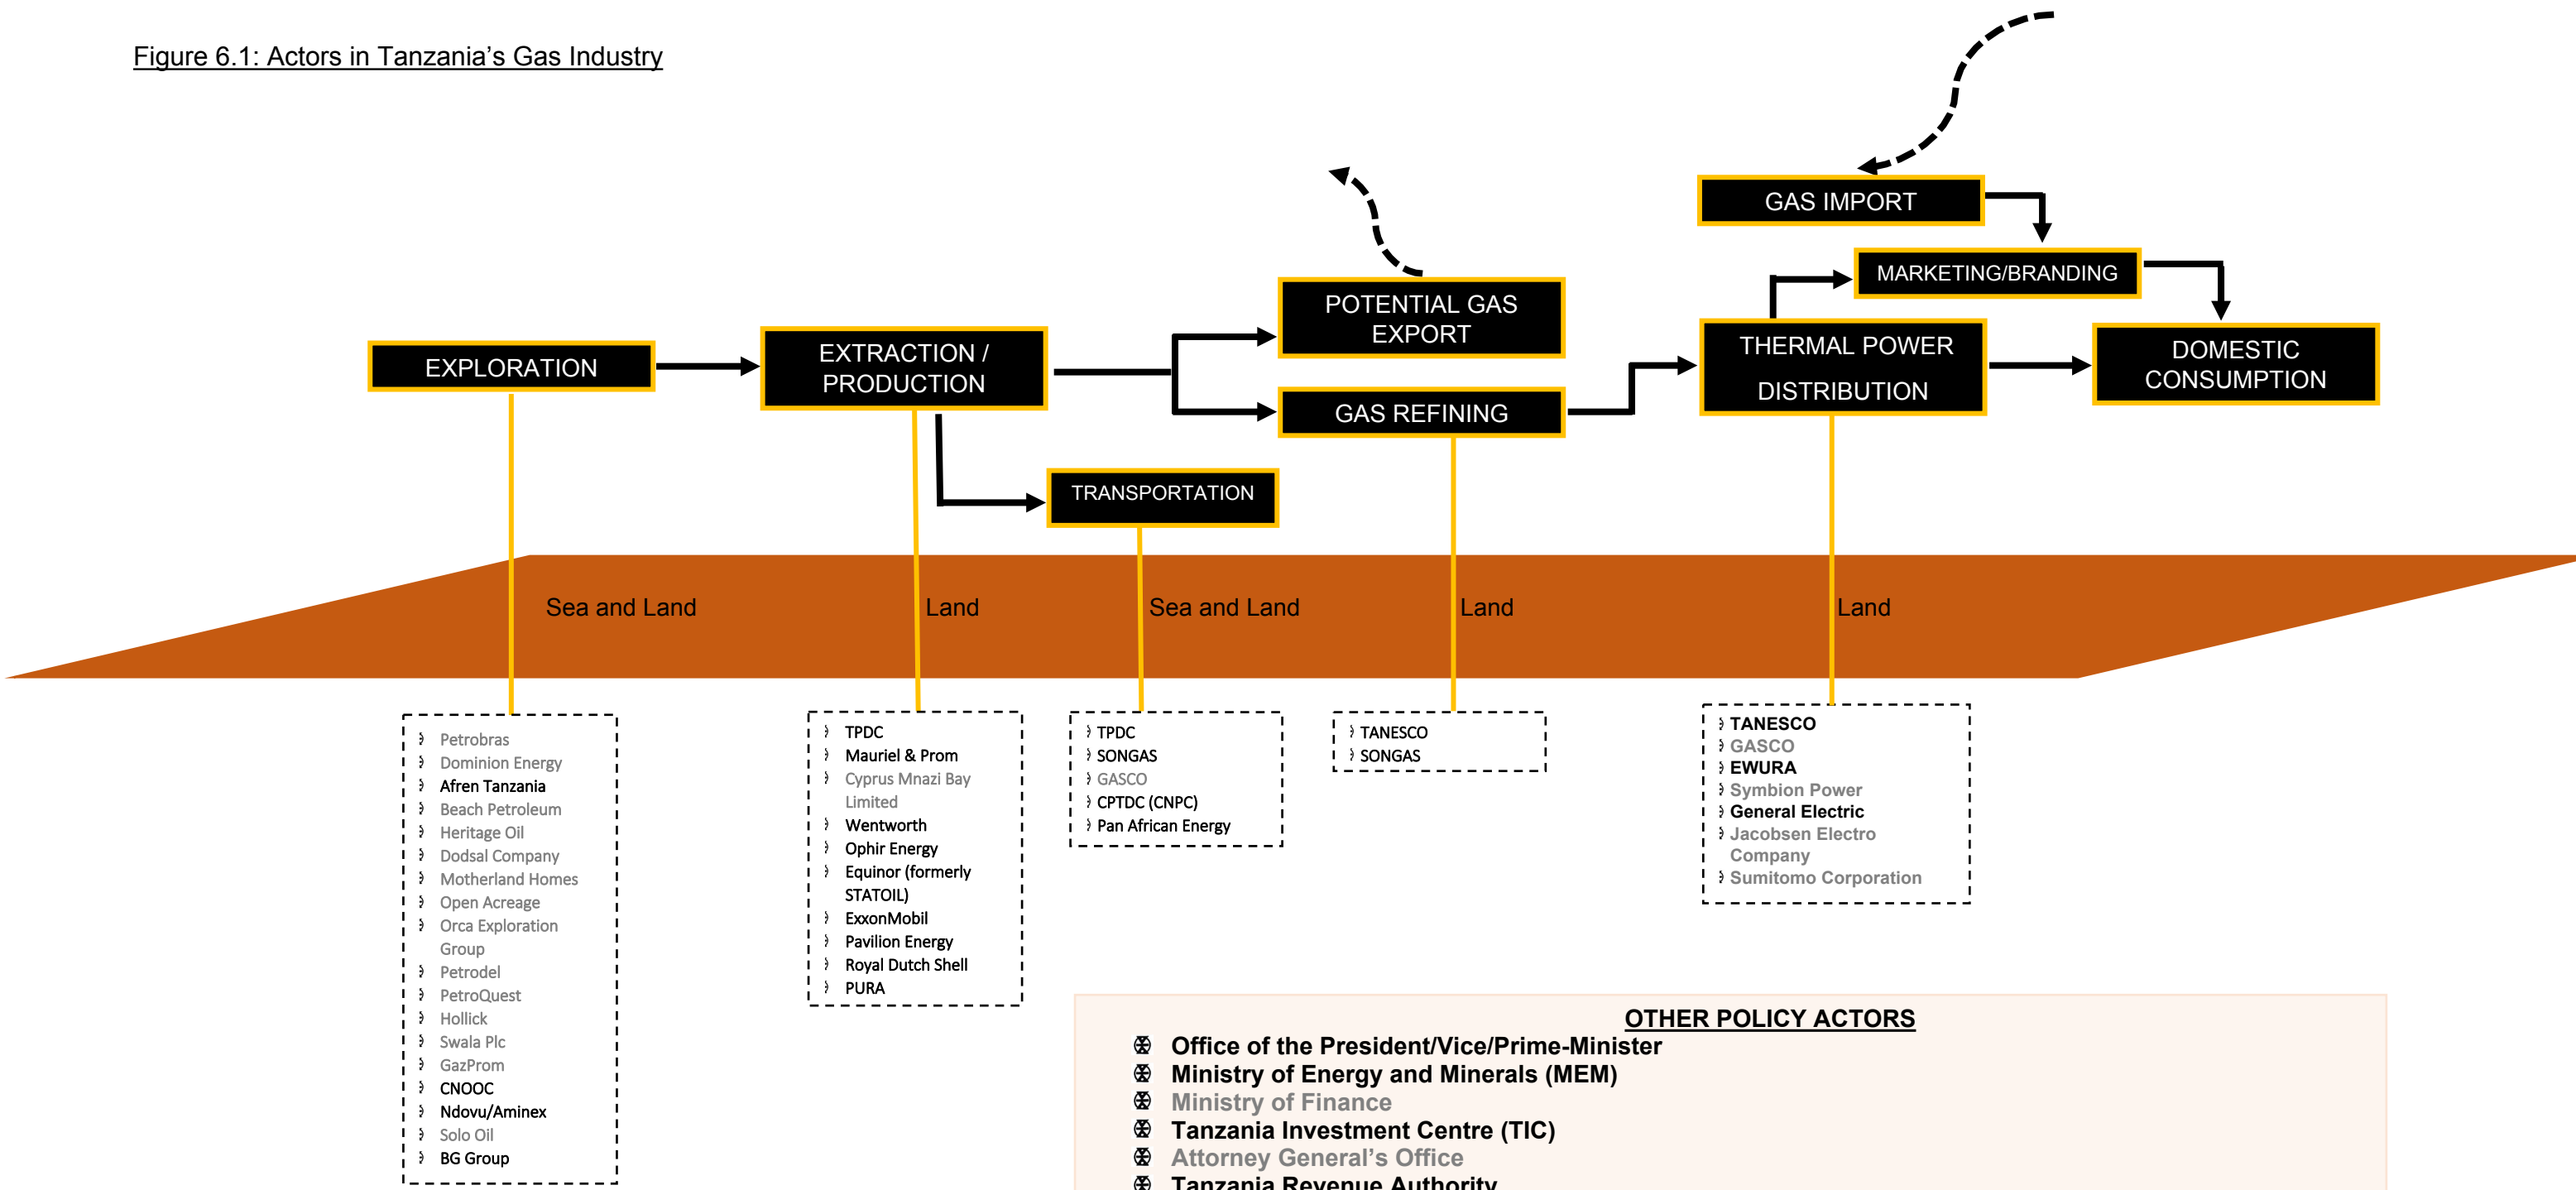 Figure 6.1: Actors in Tanzania's Gas Industry
GAS IMPORT
MARKETING/BRANDING
POTENTIAL GAS
EXPORT
EXPLORATION
EXTRACTION /
PRODUCTION
GAS REFINING
THERMAL POWER
DISTRIBUTION
DOMESTIC
CONSUMPTION
TRANSPORTATION
Sea and Land
Land
Sea and Land
Land
Land
Petrobras
Dominion Energy
Afren Tanzania
Beach Petroleum
Heritage Oil
Dodsal Company
Motherland Homes
Open Acreage
Orca Exploration
Group
Petrodel
PetroQuest
Hollick
Swala Plc
GazProm
CNOOC
Ndovu/Aminex
Solo Oil
BG Group
TPDC
Mauriel & Prom
Cyprus Mnazi Bay
Limited
Wentworth
Ophir Energy
Equinor (formerly
STATOIL)
ExxonMobil
Pavilion Energy
Royal Dutch Shell
PURA
TPDC
SONGAS
GASCO
CPTDC (CNPC)
Pan African Energy
TANESCO
SONGAS
TANESCO
GASCO
EWURA
Symbion Power
General Electric
Jacobsen Electro
Company
Sumitomo Corporation
OTHER POLICY ACTORS
Office of the President/Vice/Prime-Minister
Ministry of Energy and Minerals (MEM)
Ministry of Finance
Tanzania Investment Centre (TIC)
Attorney General's Office
Tanzania Revenue Authority